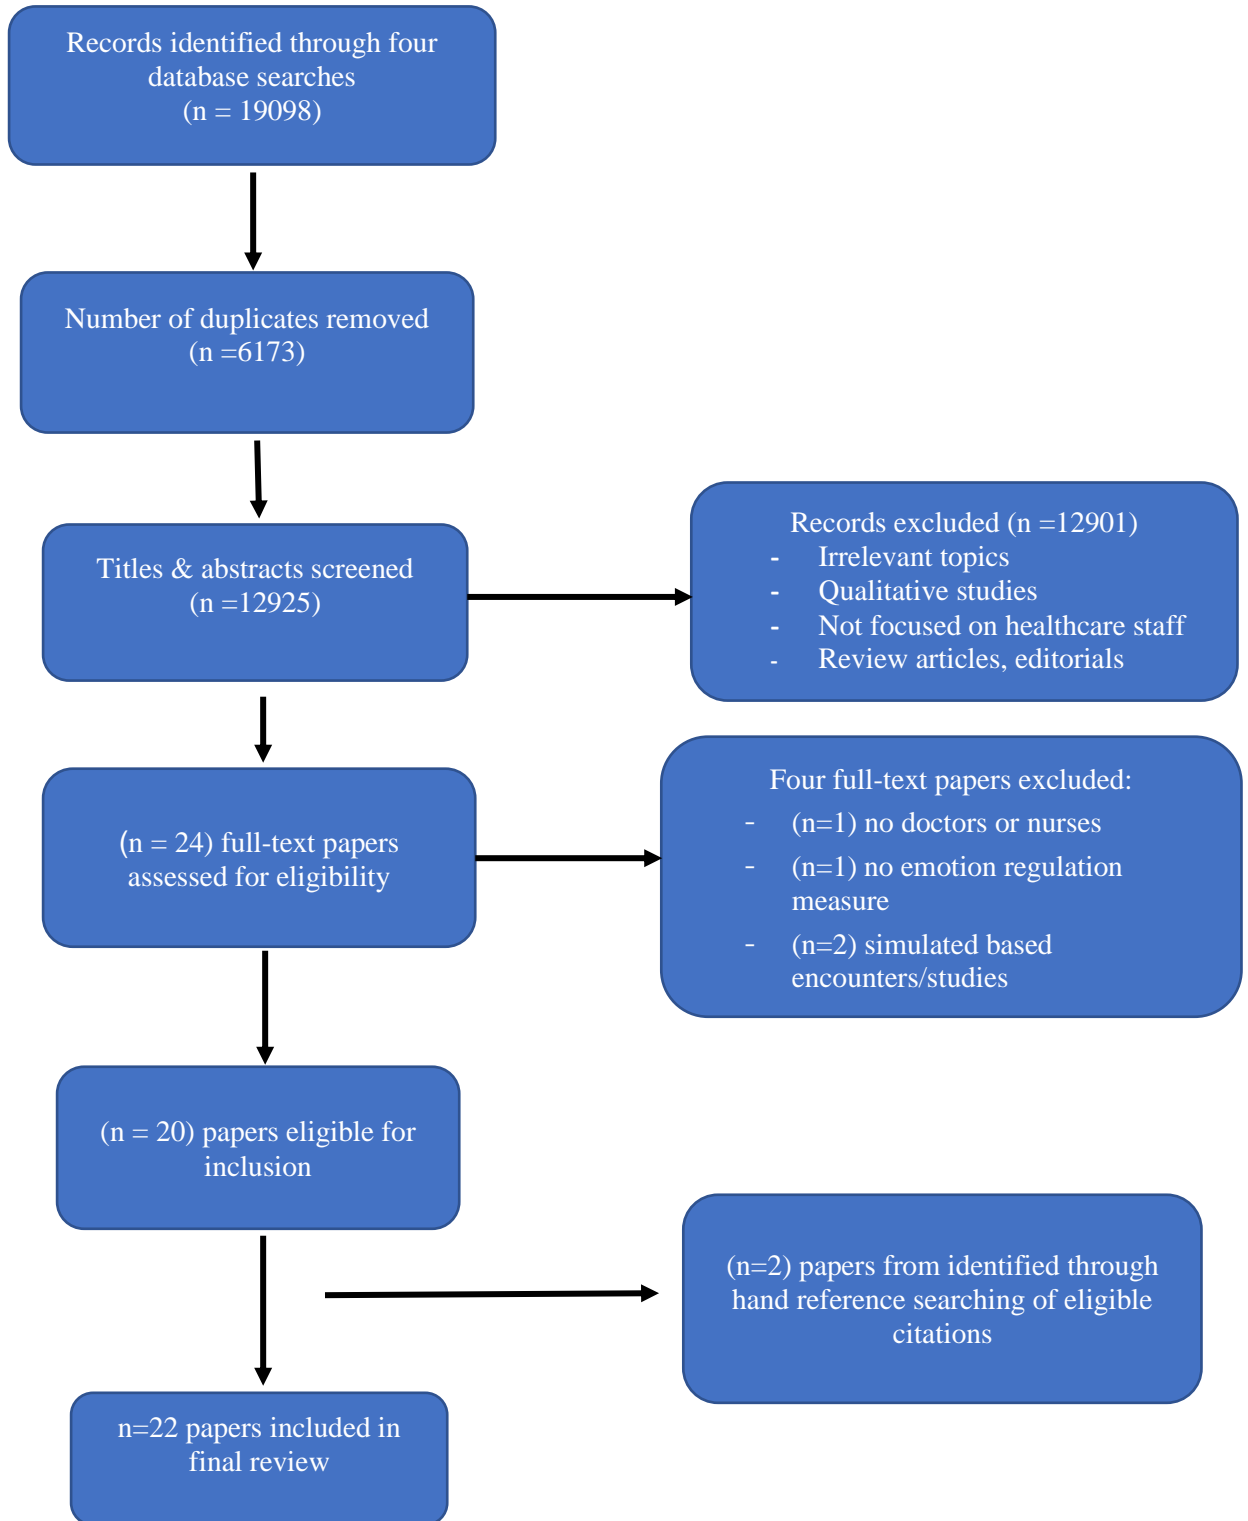 Records identified through four
database searches
(n = 19098)
Number of duplicates removed
(n =6173)
Titles & abstracts screened
(n =12925)
Records excluded (n =12901)
- Irrelevant topics
- Qualitative studies
- Not focused on healthcare staff
- Review articles, editorials
(n = 24) full-text papers
assessed for eligibility
Four full-text papers excluded:
- (n=1) no doctors or nurses
- (n=1) no emotion regulation
measure
- (n=2) simulated based
encounters/studies
(n = 20) papers eligible for
inclusion
(n=2) papers from identified through
hand reference searching of eligible
citations
n=22 papers included in
final review